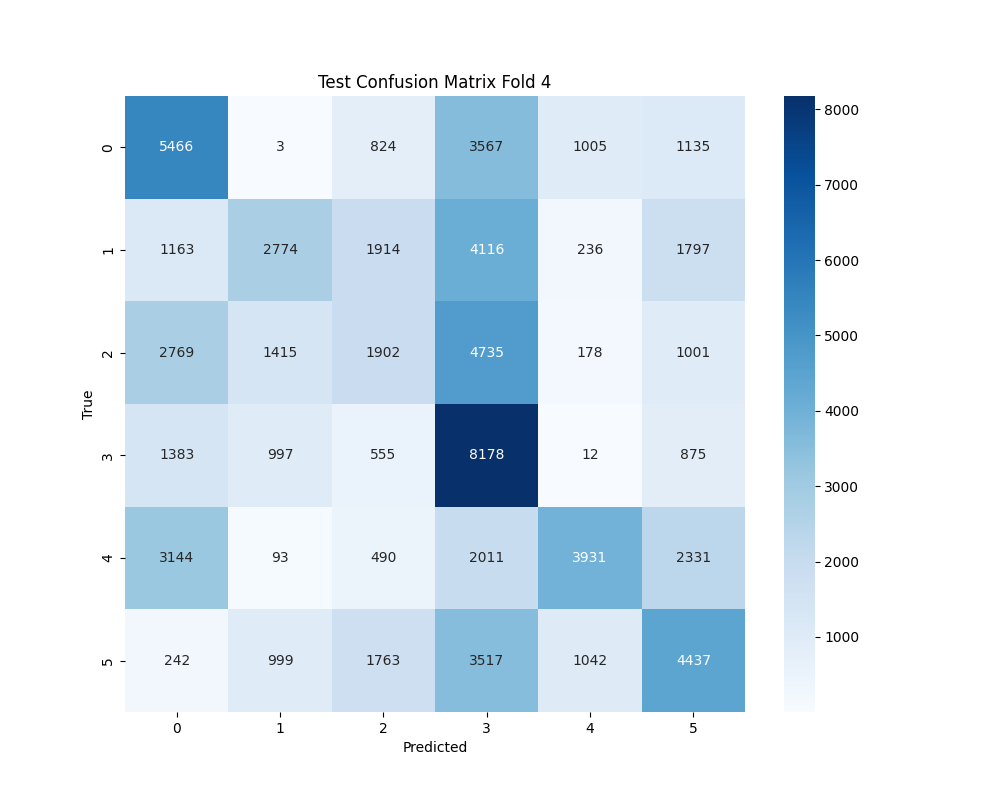 Test Confusion Matrix Fold 4
0 5466 3 824 3567 1005 1135
1 1163 2774 1914 4116 236 1797
2 2769 1415 1902 4735 178 1001
3 1383 997 555 8178 12 875
4 3144 93 490 2011 3931 2331
5 242 999 1763 3517 1042 4437
0 1 2 3 4 5
Predicted
True
8000
7000
6000
5000
4000
3000
2000
1000